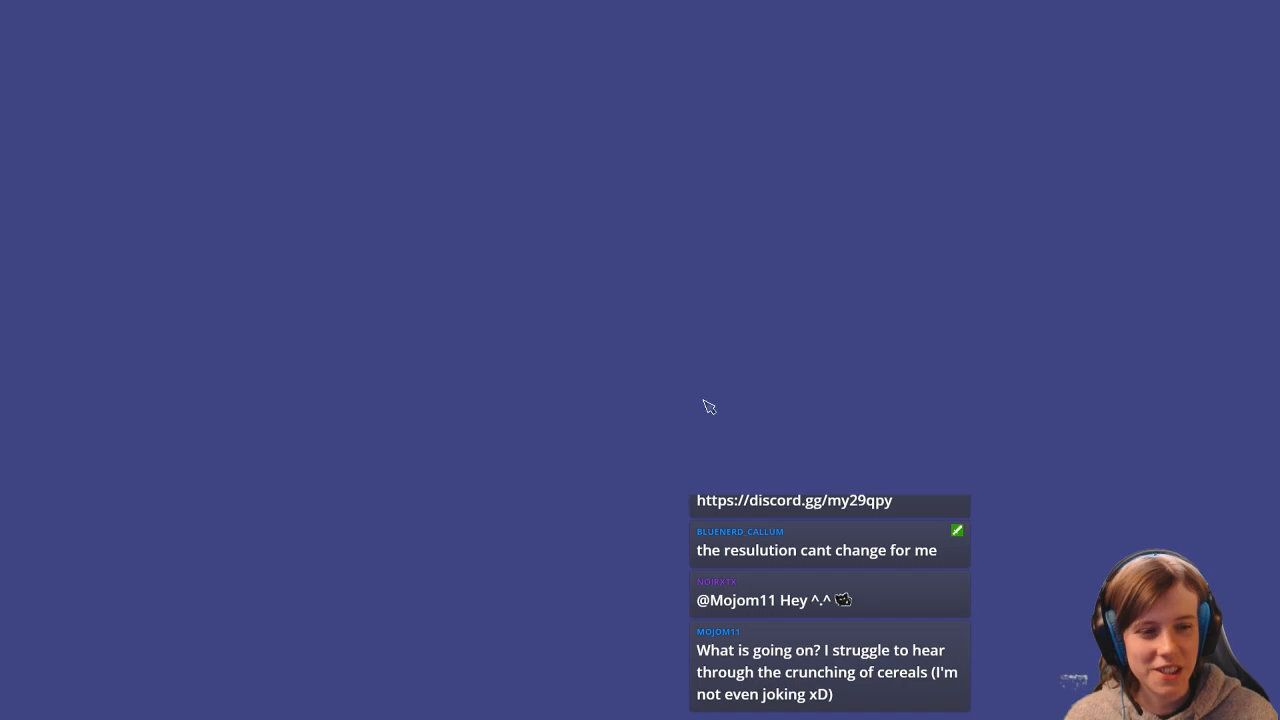 https://discord.gg/my29qpy
BLUENERD_CALLUM
the resulution cant change for me
NOIRXTX
@Mojom11 Hey ^.^
MOJOM11
What is going on? I struggle to hear
through the crunching of cereals (I'm
not even joking xD)